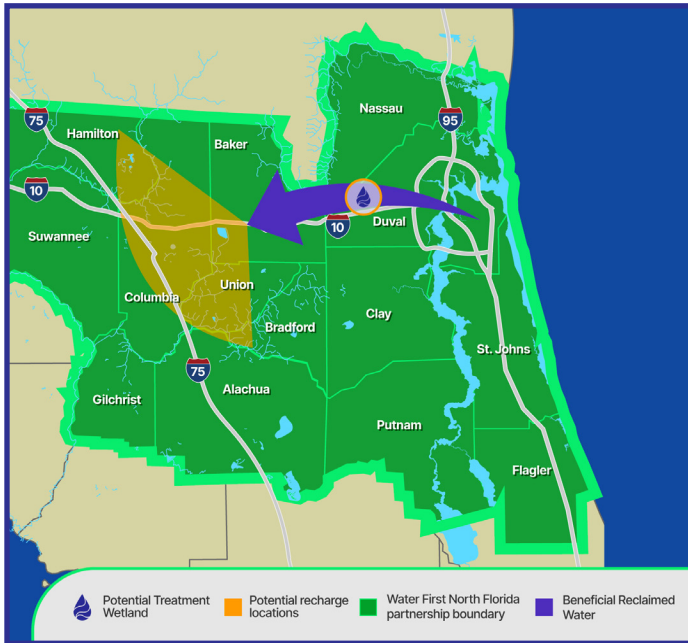 Nassau
75
95
Hamilton
Baker
10
10
Duval
Suwannee
Union
Columbia
Bradford
Clay
St. Johns
75
Alachua
Gilchrist
Putnam
Flagler
Potential Treatment
Wetland
Potential recharge
locations
Water First North Florida
partnership boundary
Beneficial Reclaimed
Water